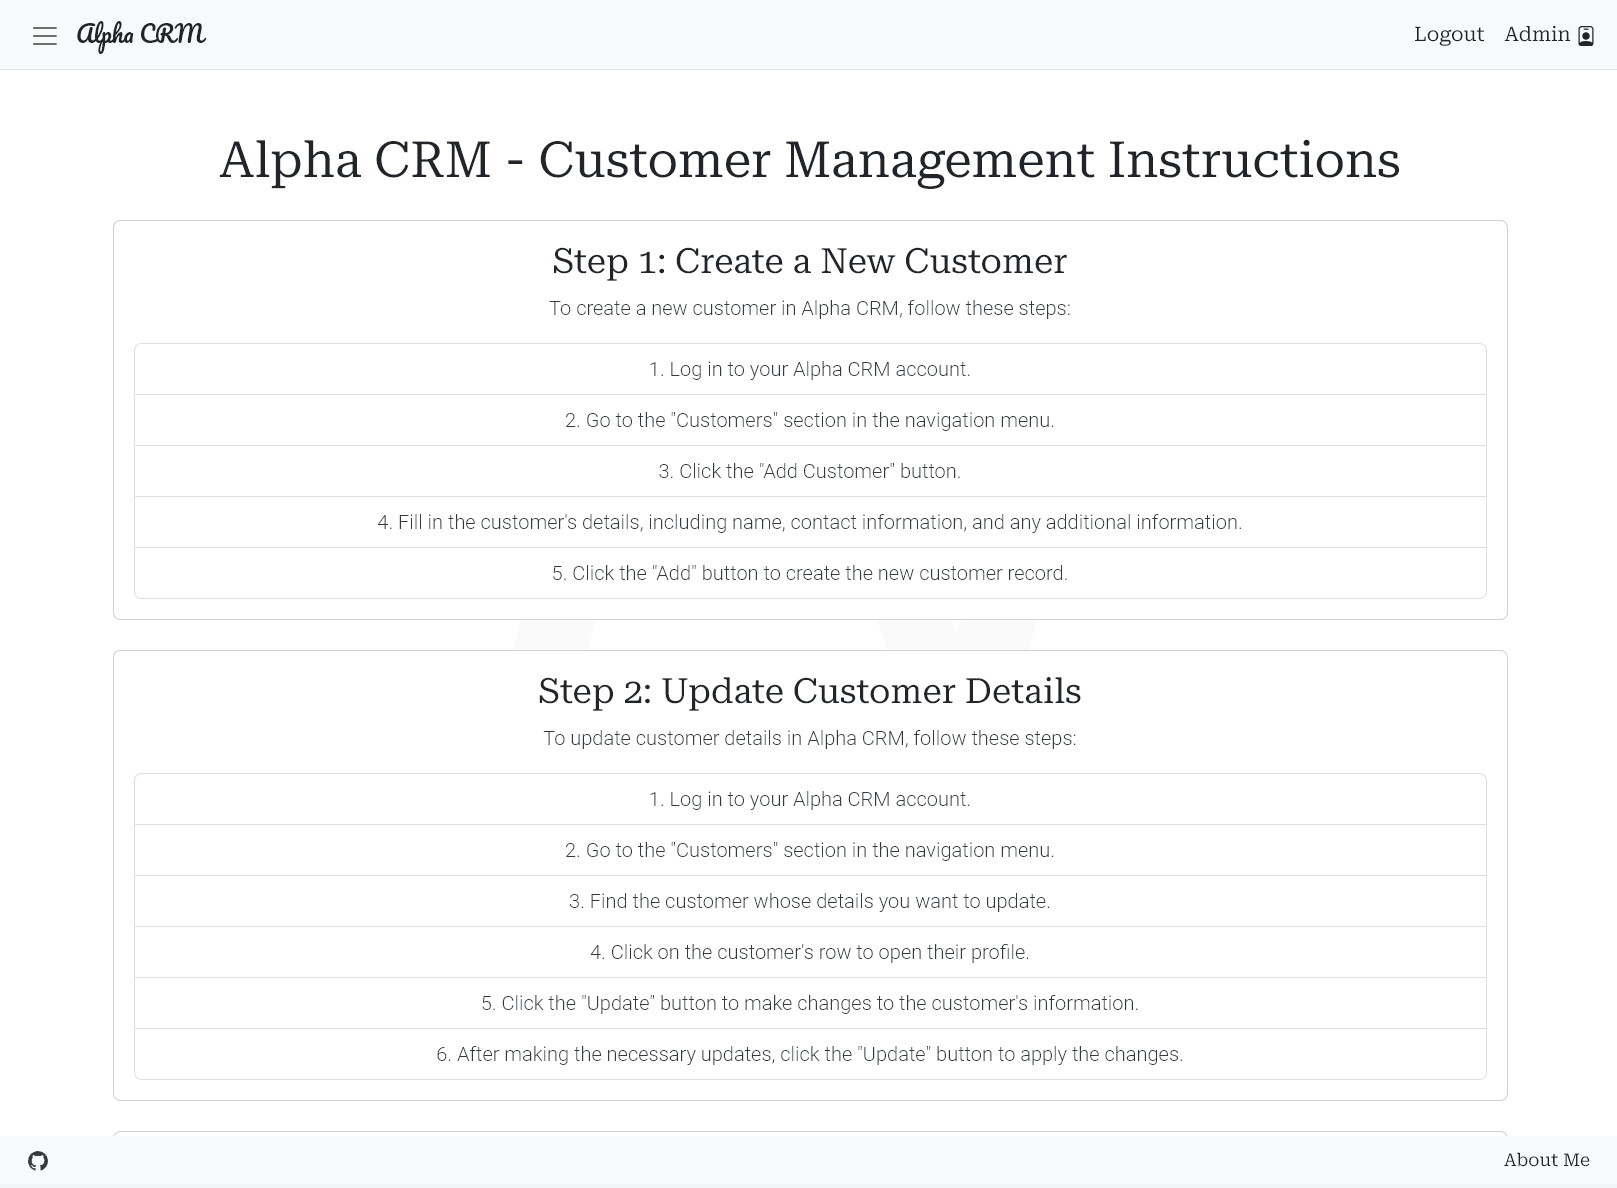 Alpha CRM
Logout Admin
Alpha CRM - Customer Management Instructions
Step 1: Create a New Customer
To create a new customer in Alpha CRM, follow these steps:
1. Log in to your Alpha CRM account.
2. Go to the "Customers" section in the navigation menu.
3. Click the "Add Customer" button.
4. Fill in the customer's details, including name, contact information, and any additional information.
5. Click the "Add" button to create the new customer record.
Step 2: Update Customer Details
To update customer details in Alpha CRM, follow these steps:
1. Log in to your Alpha CRM account.
2. Go to the "Customers" section in the navigation menu.
3. Find the customer whose details you want to update.
4. Click on the customer's row to open their profile.
5. Click the "Update" button to make changes to the customer's information.
6. After making the necessary updates, click the "Update" button to apply the changes.
About Me